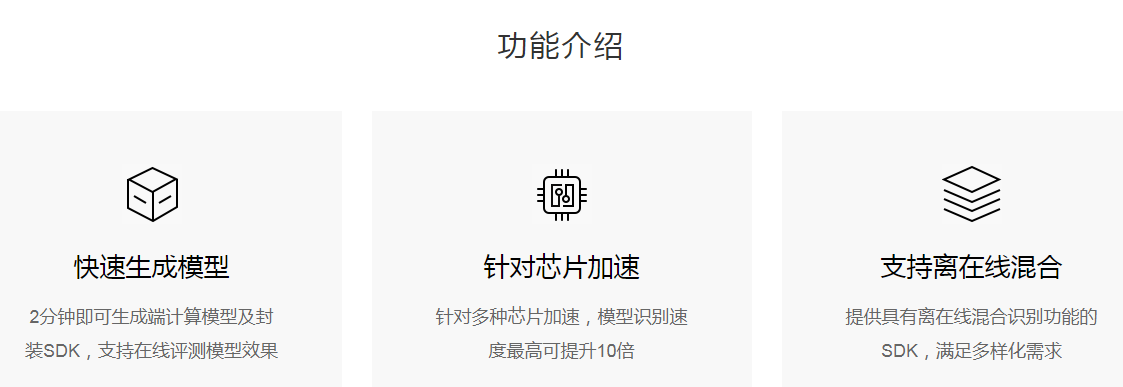 功能介绍
快速生成模型
2分钟即可生成端计算模型及封
装SDK，支持在线评测模型效果
针对芯片加速
针对多种芯片加速，模型识别速
度最高可提升10倍
支持离在线混合
提供具有离在线混合识别功能的
SDK，满足多样化需求